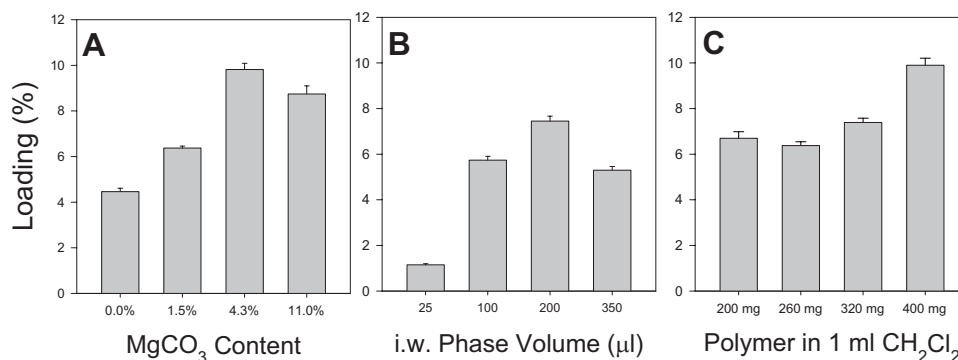 A
B
C
Loading (%)
12
10
8
6
4
2
0
0.0% 1.5% 4.3% 11.0%
MgCO3 Content
12
10
8
6
4
2
0
25 100 200 350
i.w. Phase Volume (µl)
12
10
8
6
4
2
0
200 mg 260 mg 320 mg 400 mg
Polymer in 1 ml CH2Cl2